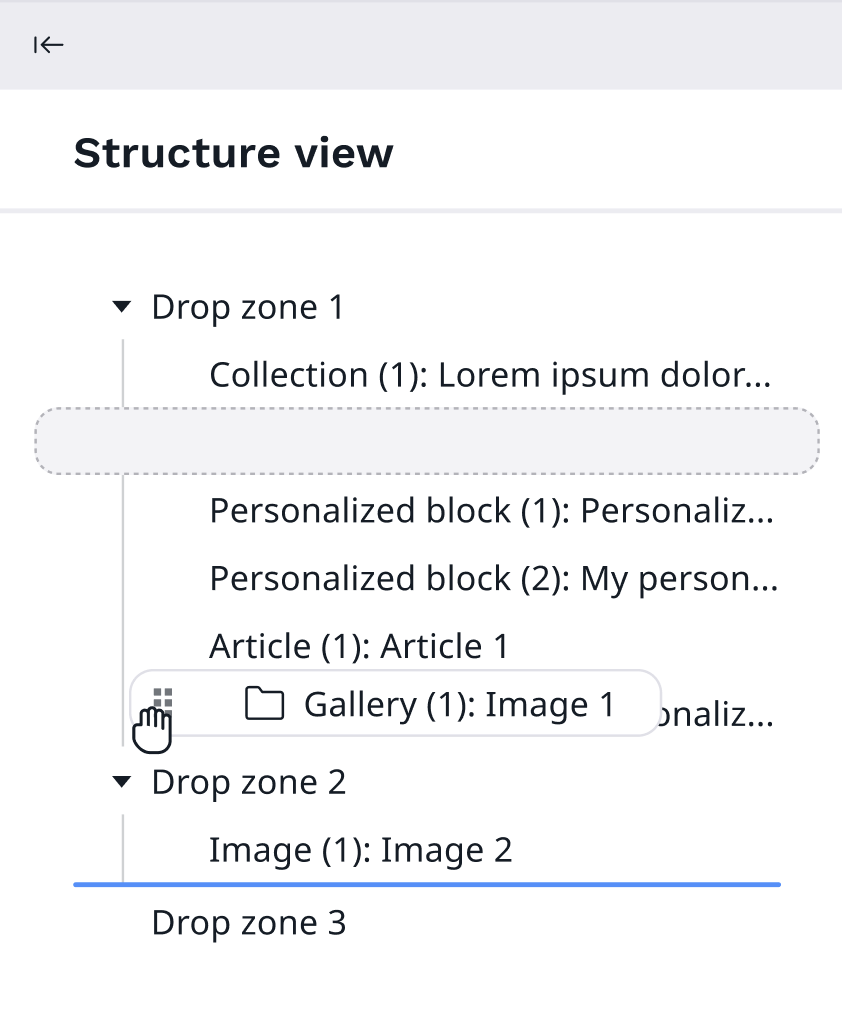 Structure view
Drop zone 1
Collection (1): Lorem ipsum dolor...
Personalized block (1): Personaliz...
Personalized block (2): My person...
Article (1): Article 1
Gallery (1): Image 1
Drop zone 2
Image (1): Image 2
Drop zone 3